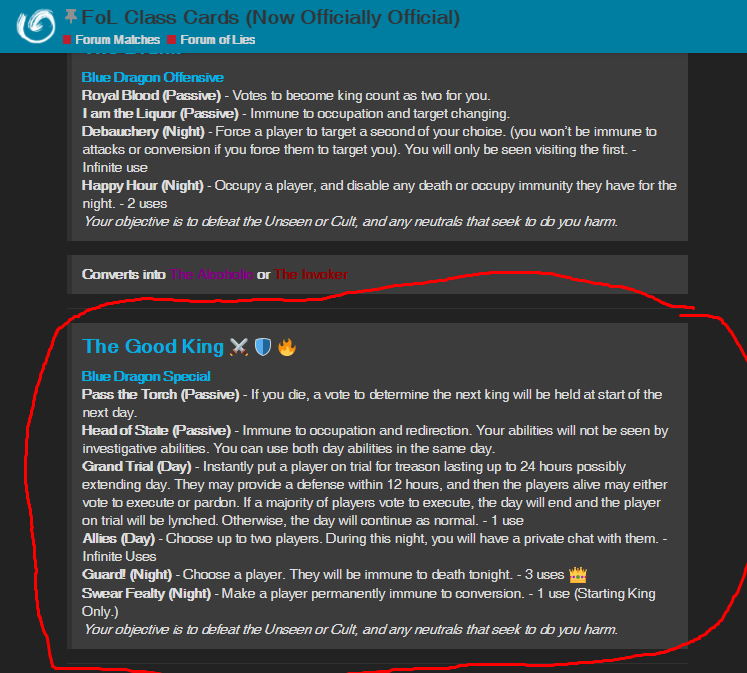 FoL Class Cards (Now Officially Official)
Forum Matches Forum of Lies
Blue Dragon Offensive
Royal Blood (Passive) - Votes to become king count as two for you.
I am the Liquor (Passive) - Immune to occupation and target changing.
Debauchery (Night) - Force a player to target a second of your choice. (you won't be immune to
attacks or conversion if you force them to target you). You will only be seen visiting the first. -
Infinite use
Happy Hour (Night) - Occupy a player, and disable any death or occupy immunity they have for the
night. - 2 uses
Your objective is to defeat the Unseen or Cult, and any neutrals that seek to do you harm.
Converts into The Alcoholic or The Invoker
The Good King ⚔️ 🛡️ 🔥
Blue Dragon Special
Pass the Torch (Passive) - If you die, a vote to determine the next king will be held at start of the
next day.
Head of State (Passive) - Immune to occupation and redirection. Your abilities will not be seen by
investigative abilities. You can use both day abilities in the same day.
Grand Trial (Day) - Instantly put a player on trial for treason lasting up to 24 hours possibly
extending day. They may provide a defense within 12 hours, and then the players alive may either
vote to execute or pardon. If a majority of players vote to execute, the day will end and the player
on trial will be lynched. Otherwise, the day will continue as normal. - 1 use
Allies (Day) - Choose up to two players. During this night, you will have a private chat with them. -
Infinite Uses
Guard! (Night) - Choose a player. They will be immune to death tonight. - 3 uses 👑
Swear Fealty (Night) - Make a player permanently immune to conversion. - 1 use (Starting King
Only.)
Your objective is to defeat the Unseen or Cult, and any neutrals that seek to do you harm.